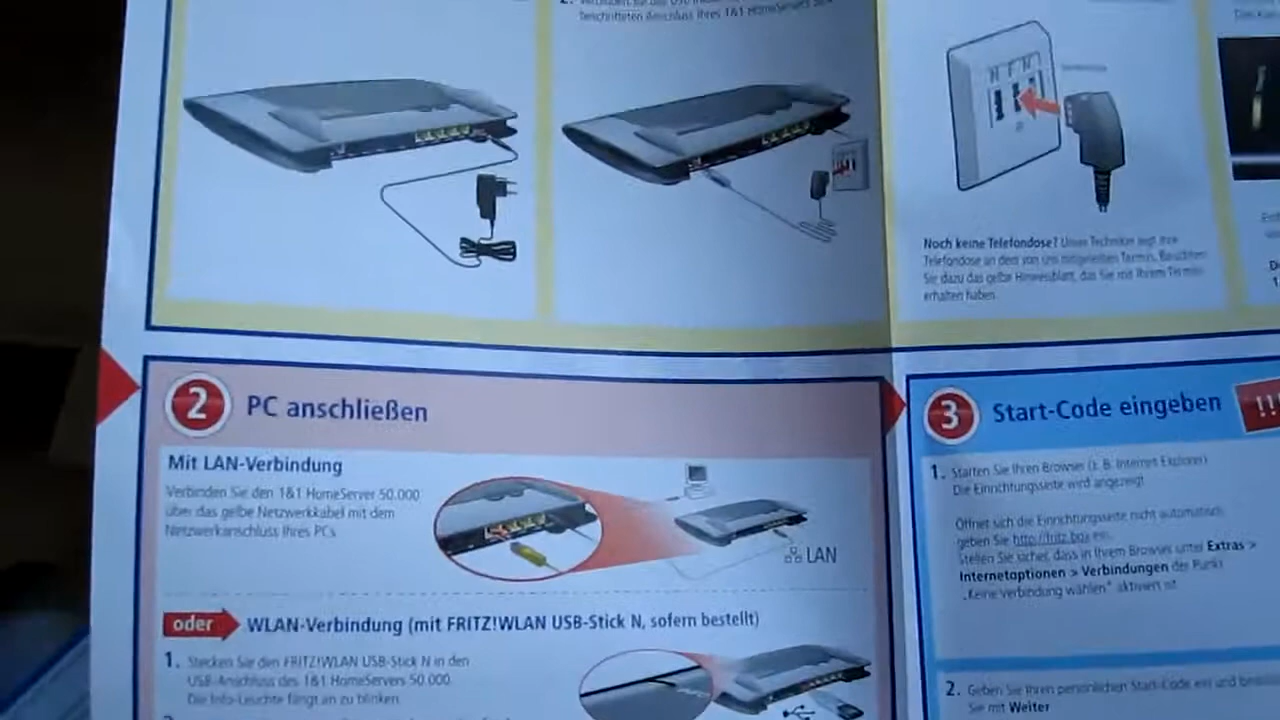 2.
beschrifteten Anschluss Ihres 1&1 HomeServers
N F N
Noch keine Telefondose? Unser Techniker legt Ihre
Telefondose an dem von uns mitgeteilten Termin. Beachten
Sie dazu das gelbe Hinweisblatt, das Sie mit Ihrem Termin
erhalten haben.
2 PC anschließen
Mit LAN-Verbindung
Verbinden Sie den 1&1 HomeServer 50.000
über das gelbe Netzwerkkabel mit dem
Netzwerkanschluss Ihres PCs.
LAN
oder WLAN-Verbindung (mit FRITZ!WLAN USB-Stick N, sofern bestellt)
1. Stecken Sie den FRITZ!WLAN USB-Stick N in den
USB-Anschluss des 1&1 HomeServers 50.000.
Die Info-Leuchte fängt an zu blinken.
3 Start-Code eingeben
!!!
1. Starten Sie Ihren Browser (z. B. Internet Explorer).
Die Einrichtungsseite wird angezeigt.
Öffnet sich die Einrichtungsseite nicht automatisch,
geben Sie http://fritz.box ein.
Stellen Sie sicher, dass in Ihrem Browser unter Extras >
Internetoptionen > Verbindungen der Punkt
„Keine Verbindung wählen" aktiviert ist.
2. Geben Sie Ihren persönlichen Start-Code ein und
Sie mit Weiter